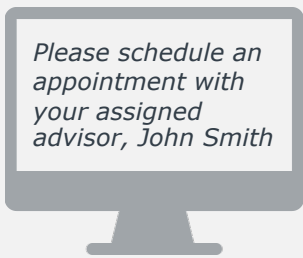 Please schedule an
appointment with
your assigned
advisor, John Smith